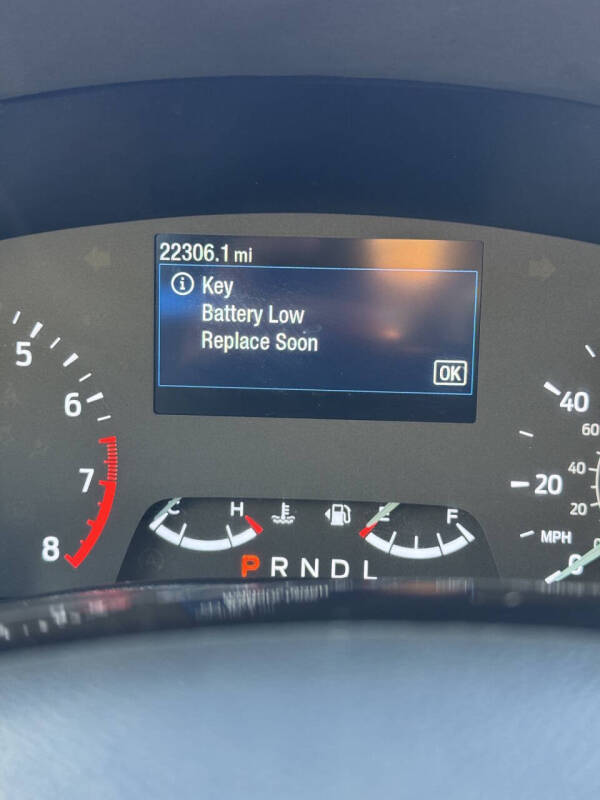 22306.1 mi
Key
Battery Low
Replace Soon
OK
5
6
7
8
40
60
20
40
20
MPH
0
C
H
E
F
P R N D L